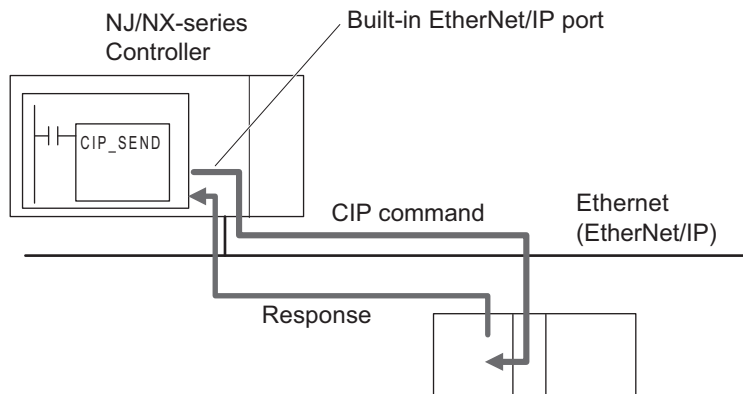 NJ/NX-series
Controller
Built-in EtherNet/IP port
CIP_SEND
CIP command
Ethernet
(EtherNet/IP)
Response